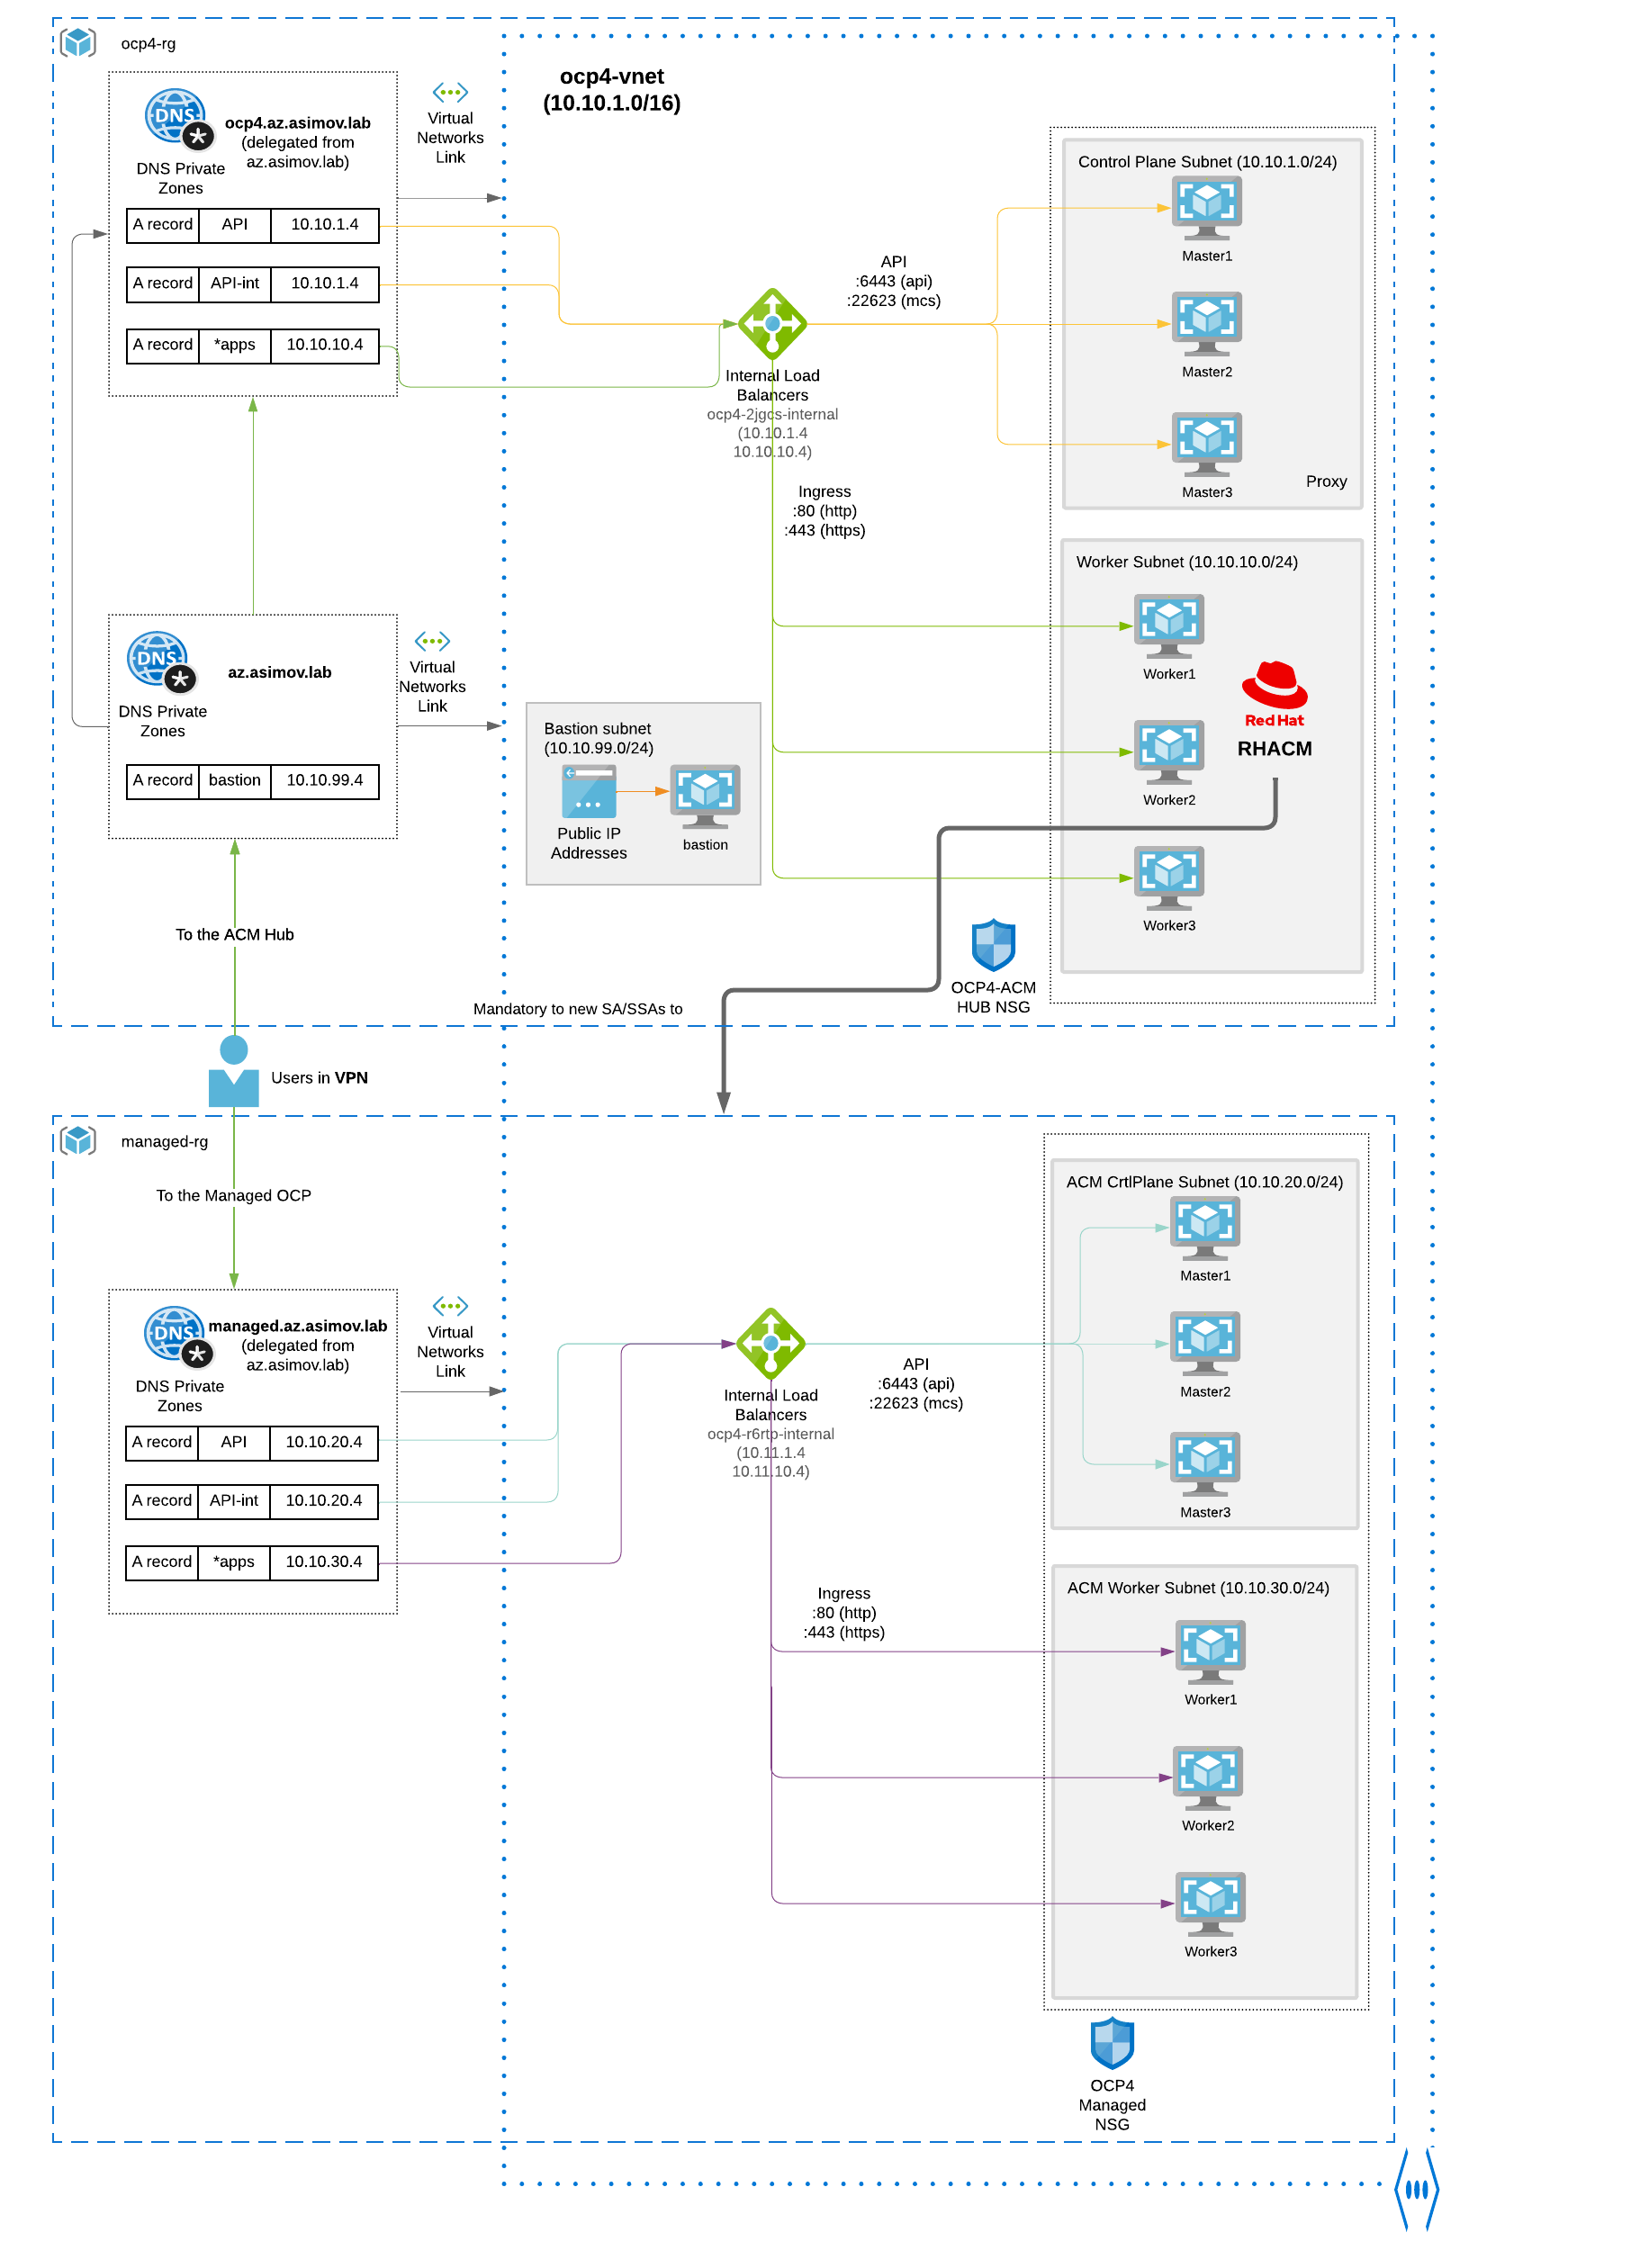 ocp4-rg
ocp4-vnet
(10.10.1.0/16)
DNS
ocp4.az.asimov.lab
(delegated from
az.asimov.lab)
DNS Private
Zones
Virtual
Networks
Link
A record API 10.10.1.4
A record API-int 10.10.1.4
A record *apps 10.10.10.4
API
:6443 (api)
:22623 (mcs)
Internal Load
Balancers
ocp4-2jgcs-internal
(10.10.1.4
10.10.10.4)
Ingress
:80 (http)
:443 (https)
Control Plane Subnet (10.10.1.0/24)
Master1
Master2
Master3
Proxy
Worker Subnet (10.10.10.0/24)
Worker1
Worker2
Worker3
Red Hat
RHACM
DNS
az.asimov.lab
DNS Private
Zones
Virtual
Networks
Link
A record bastion 10.10.99.4
Bastion subnet
(10.10.99.0/24)
Public IP
Addresses
bastion
To the ACM Hub
OCP4-ACM
HUB NSG
Mandatory to new SA/SSAs to
Users in VPN
managed-rg
To the Managed OCP
DNS
managed.az.asimov.lab
(delegated from
az.asimov.lab)
DNS Private
Zones
Virtual
Networks
Link
A record API 10.10.20.4
A record API-int 10.10.20.4
A record *apps 10.10.30.4
Internal Load
Balancers
ocp4-r6rtp-internal
(10.11.1.4
10.11.10.4)
API
:6443 (api)
:22623 (mcs)
Ingress
:80 (http)
:443 (https)
ACM CrtlPlane Subnet (10.10.20.0/24)
Master1
Master2
Master3
ACM Worker Subnet (10.10.30.0/24)
Worker1
Worker2
Worker3
OCP4
Managed
NSG